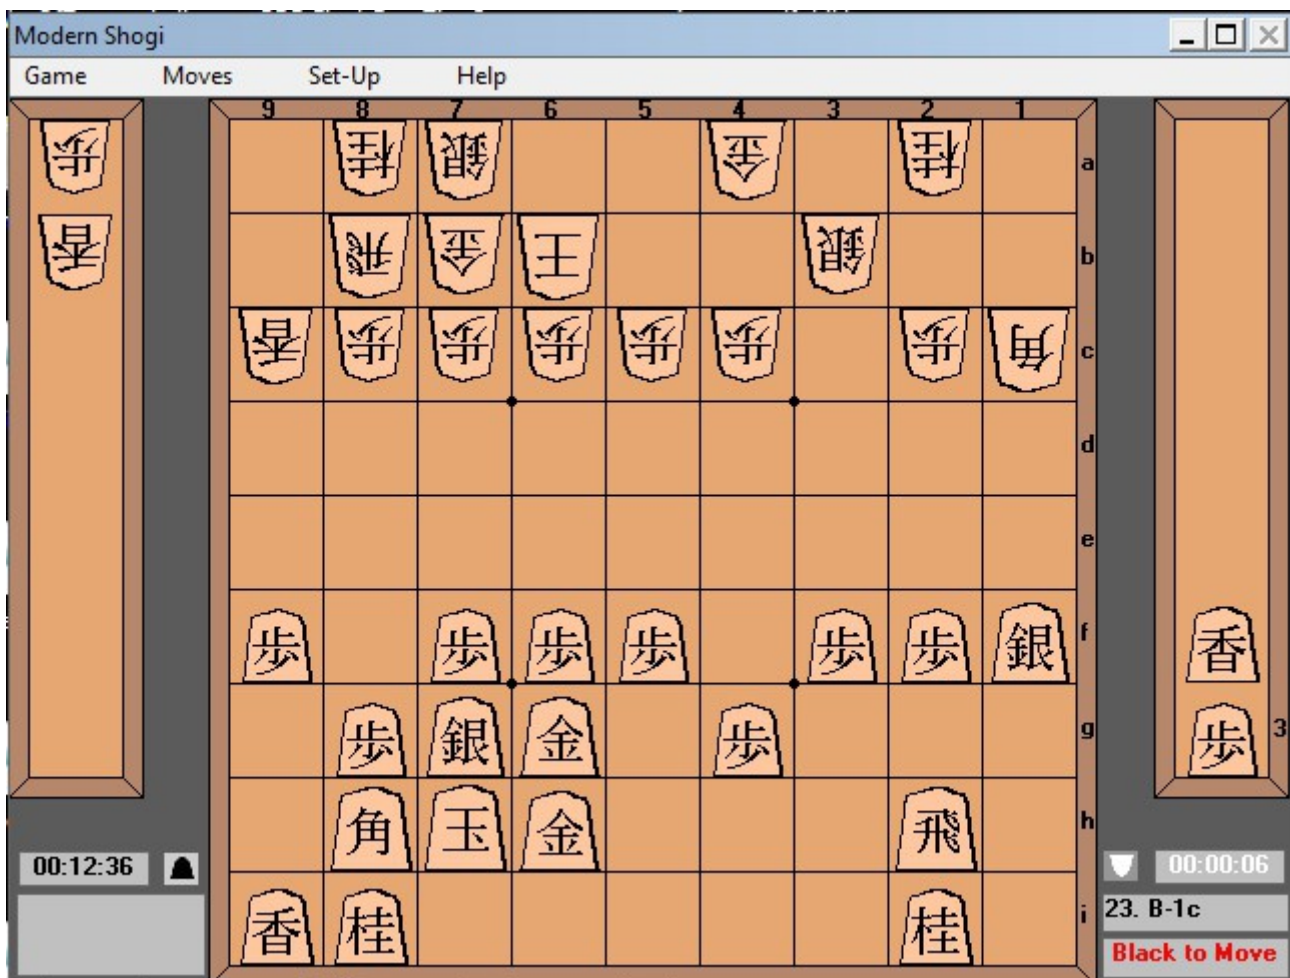 Modern Shogi
Game Moves Set-Up Help
9 8 7 6 5 4 3 2 1
歩 桂 銀 金 桂 a
香 飛 金 王 銀 b
香 歩 歩 歩 歩 歩 歩 角 c
d
e
歩 歩 歩 歩 歩 歩 銀 f 香
歩 銀 金 歩 g 歩 3
角 玉 金 飛 h
00:12:36 00:00:06
香 桂 桂 i 23. B-1c
Black to Move